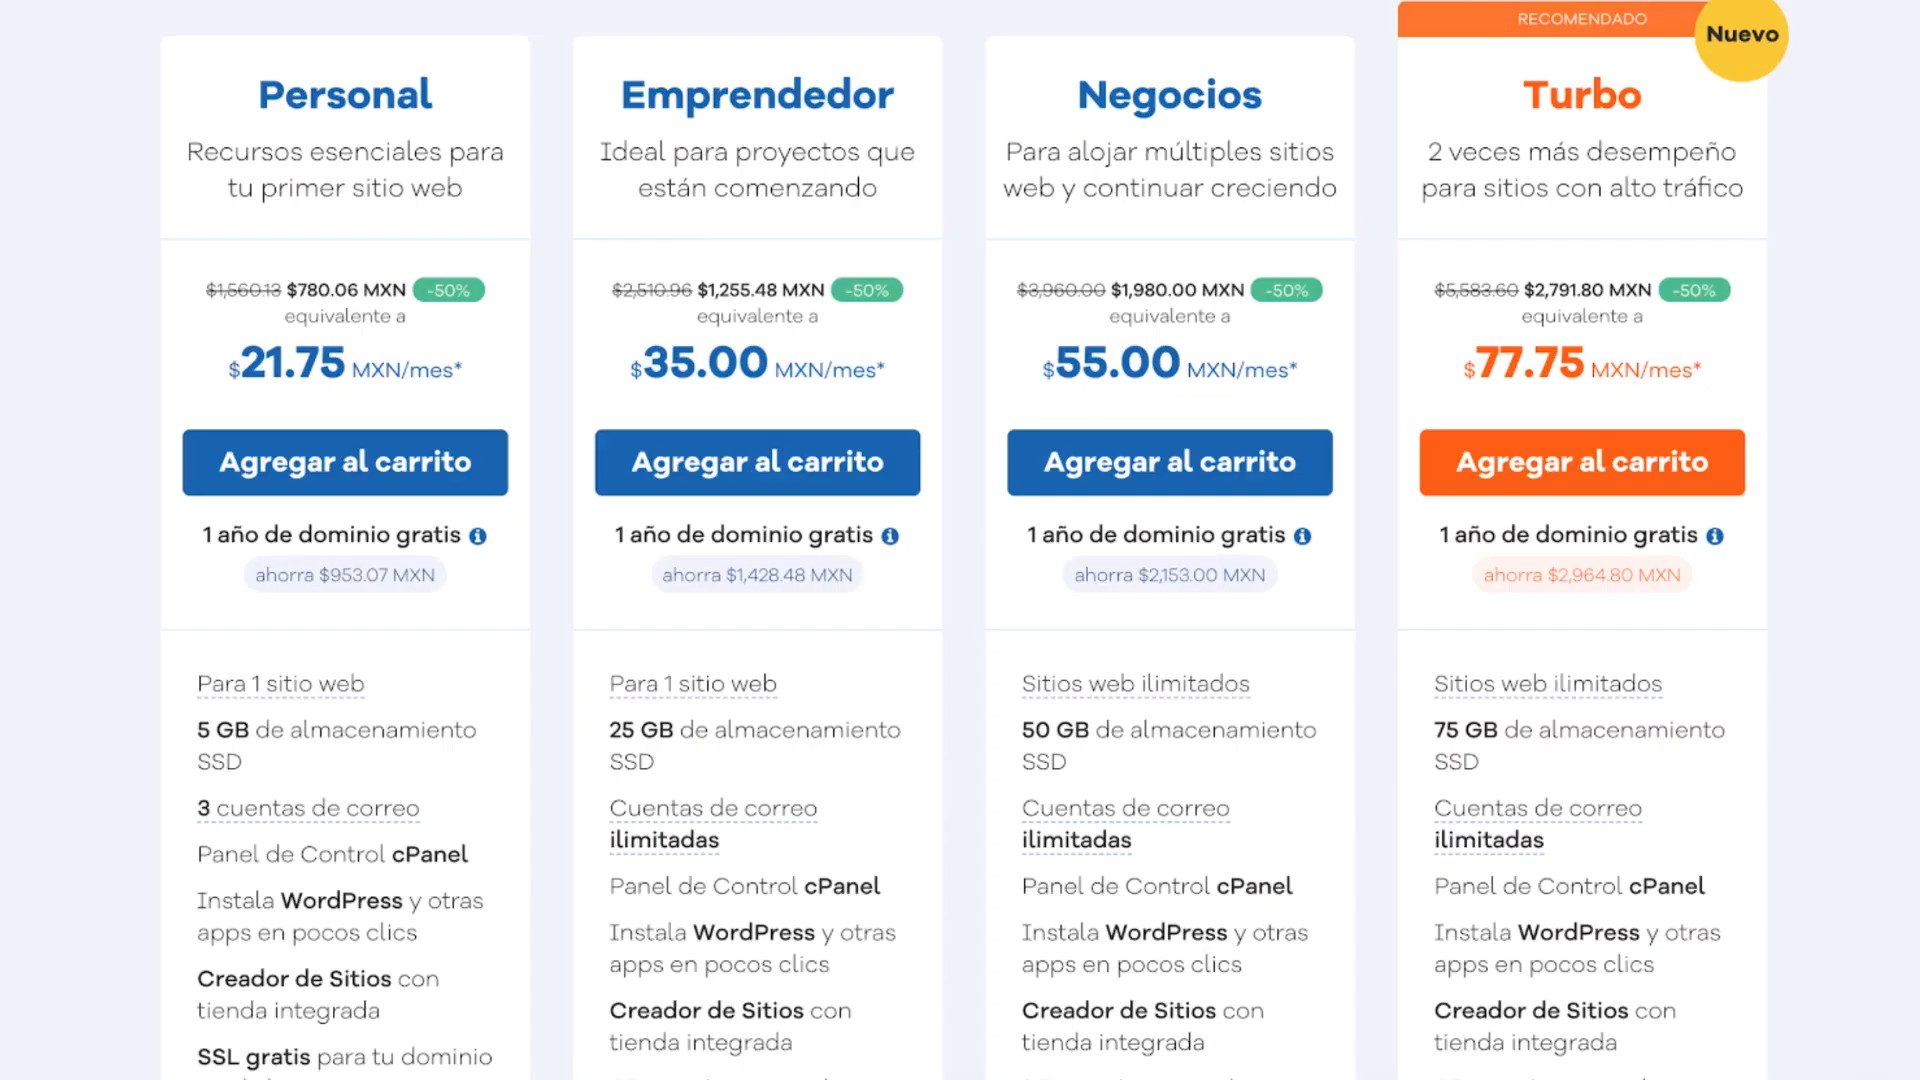 RECOMENDADO
Nuevo
Personal
Recursos esenciales para
tu primer sitio web
$1,560.13 $780.06 MXN -50%
equivalente a
$21.75 MXN/mes*
Agregar al carrito
1 año de dominio gratis
ahorra $953.07 MXN
Para 1 sitio web
5 GB de almacenamiento
SSD
3 cuentas de correo
Panel de Control cPanel
Instala WordPress y otras
apps en pocos clics
Creador de Sitios con
tienda integrada
SSL gratis para tu dominio
Emprendedor
Ideal para proyectos que
están comenzando
$2,510.96 $1,255.48 MXN -50%
equivalente a
$35.00 MXN/mes*
Agregar al carrito
1 año de dominio gratis
ahorra $1,428.48 MXN
Para 1 sitio web
25 GB de almacenamiento
SSD
Cuentas de correo
ilimitadas
Panel de Control cPanel
Instala WordPress y otras
apps en pocos clics
Creador de Sitios con
tienda integrada
Negocios
Para alojar múltiples sitios
web y continuar creciendo
$3,960.00 $1,980.00 MXN -50%
equivalente a
$55.00 MXN/mes*
Agregar al carrito
1 año de dominio gratis
ahorra $2,153.00 MXN
Sitios web ilimitados
50 GB de almacenamiento
SSD
Cuentas de correo
ilimitadas
Panel de Control cPanel
Instala WordPress y otras
apps en pocos clics
Creador de Sitios con
tienda integrada
Turbo
2 veces más desempeño
para sitios con alto tráfico
$5,583.60 $2,791.80 MXN -50%
equivalente a
$77.75 MXN/mes*
Agregar al carrito
1 año de dominio gratis
ahorra $2,964.80 MXN
Sitios web ilimitados
75 GB de almacenamiento
SSD
Cuentas de correo
ilimitadas
Panel de Control cPanel
Instala WordPress y otras
apps en pocos clics
Creador de Sitios con
tienda integrada